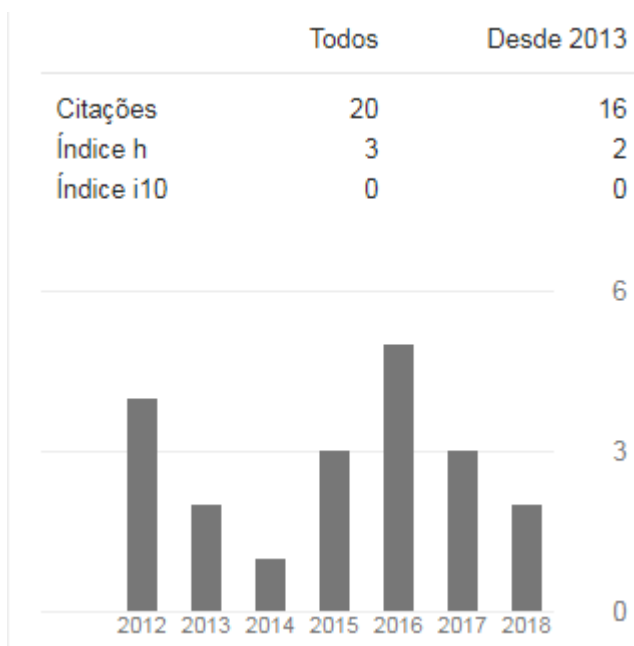 Todos Desde 2013
Citações 20 16
Índice h 3 2
Índice i10 0 0
6
3
0
2012 2013 2014 2015 2016 2017 2018